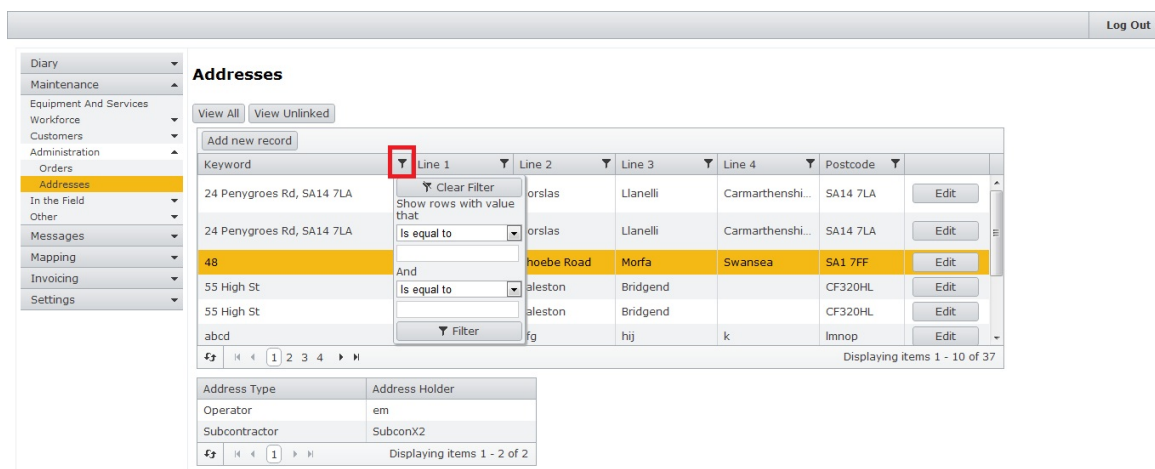 Log Out
Diary
Maintenance
Equipment And Services
Workforce
Customers
Administration
Orders
Addresses
In the Field
Other
Messages
Mapping
Invoicing
Settings
Addresses
View All View Unlinked
Add new record
Keyword Line 1 Line 2 Line 3 Line 4 Postcode
24 Penygroes Rd, SA14 7LA orslas Llanelli Carmarthenshi... SA14 7LA Edit
24 Penygroes Rd, SA14 7LA orslas Llanelli Carmarthenshi... SA14 7LA Edit
48 hoebe Road Morfa Swansea SA1 7FF Edit
55 High St aleston Bridgend CF320HL Edit
55 High St aleston Bridgend CF320HL Edit
abcd fg hij k lmnop Edit
Clear Filter
Show rows with value
that
Is equal to
And
Is equal to
Filter
1 2 3 4 Displaying items 1 - 10 of 37
Address Type Address Holder
Operator em
Subcontractor SubconX2
1 Displaying items 1 - 2 of 2